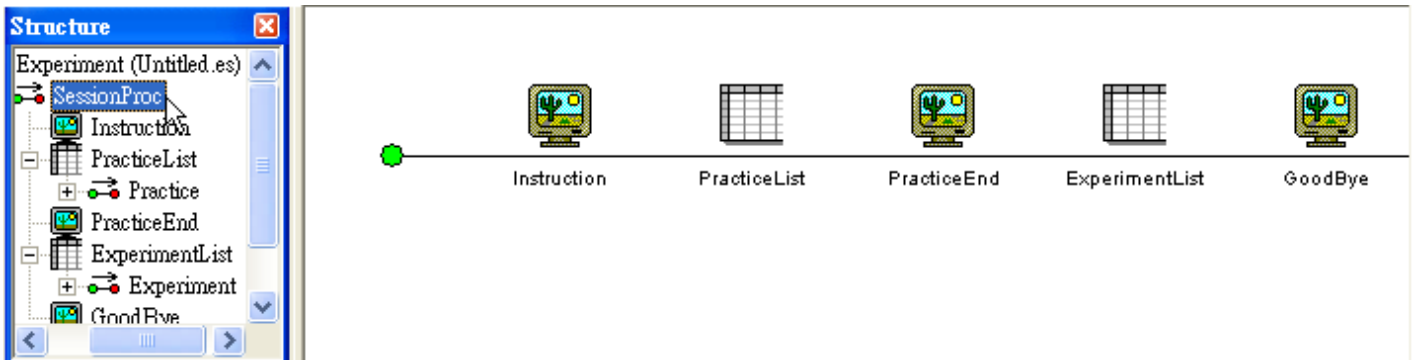 Structure
Experiment (Untitled.es)
SessionProc
Instruction
PracticeList
Practice
PracticeEnd
ExperimentList
Experiment
GoodBye
Instruction PracticeList PracticeEnd ExperimentList GoodBye